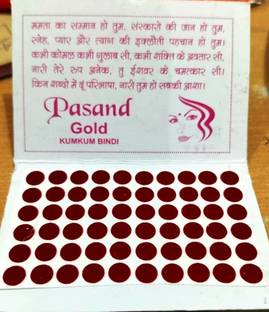 ममता का सम्मान हो तुम, संस्कारों की जान हो तुम,
स्नेह, प्यार और त्याग की इकलौती पहचान हो तुम।
कभी कोमल कभी गुलाब सी, कभी शक्ति के अवतार सी,
नारी तेरे रूप अनेक, तू ईश्वर के चमत्कार सी।
किन शब्दों में दूं परिभाषा, नारी तुम हो सबकी आशा।
Pasand
Gold
KUMKUM BINDI